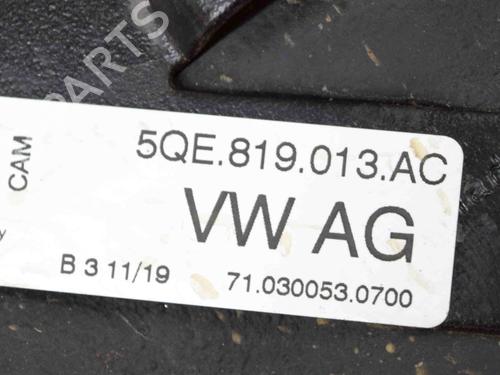 B-PARTS
CAM
5QE.819.013.AC
VW AG
y
B 3 11/19
71.030053.0700